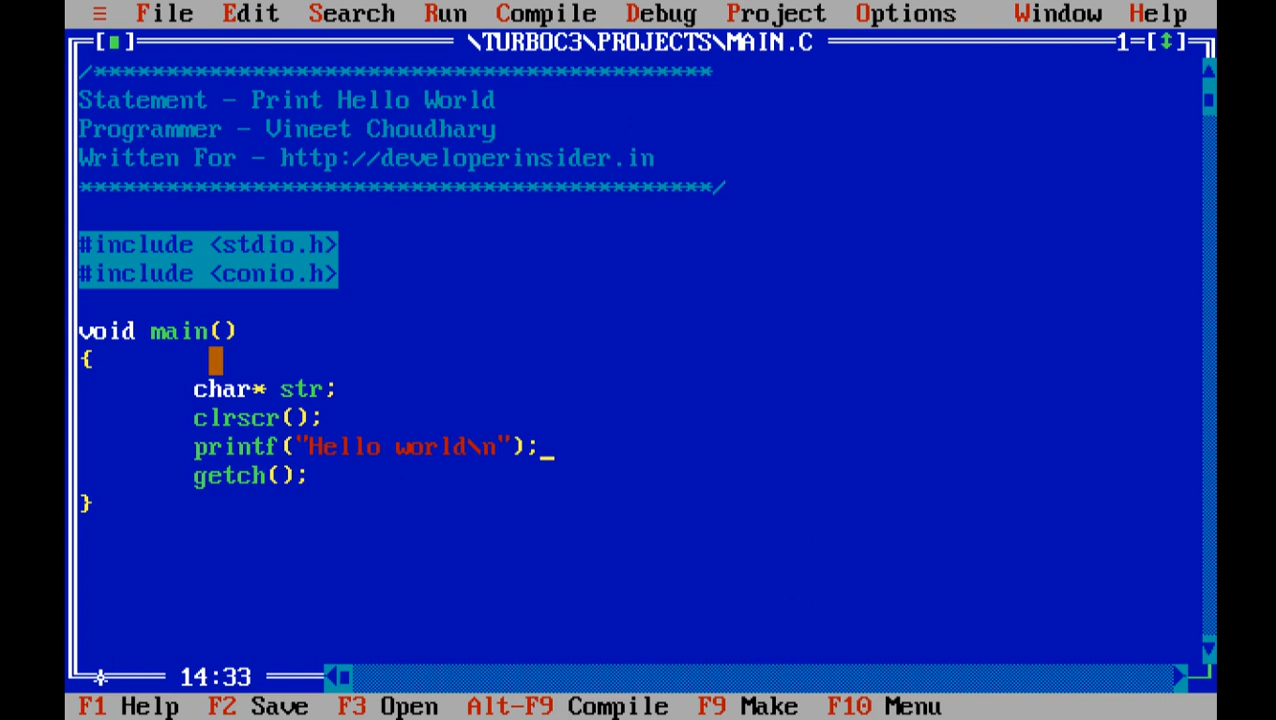 ≡ File Edit Search Run Compile Debug Project Options Window Help
[■] \TURBOC3\PROJECTS\MAIN.C 1=[↕]
/*******************************************
Statement - Print Hello World
Programmer - Vineet Choudhary
Written For - http://developerinsider.in
********************************************/
#include <stdio.h>
#include <conio.h>
void main()
{
char* str;
clrscr();
printf("Hello world\n");_
getch();
}
* 14:33
F1 Help F2 Save F3 Open Alt-F9 Compile F9 Make F10 Menu